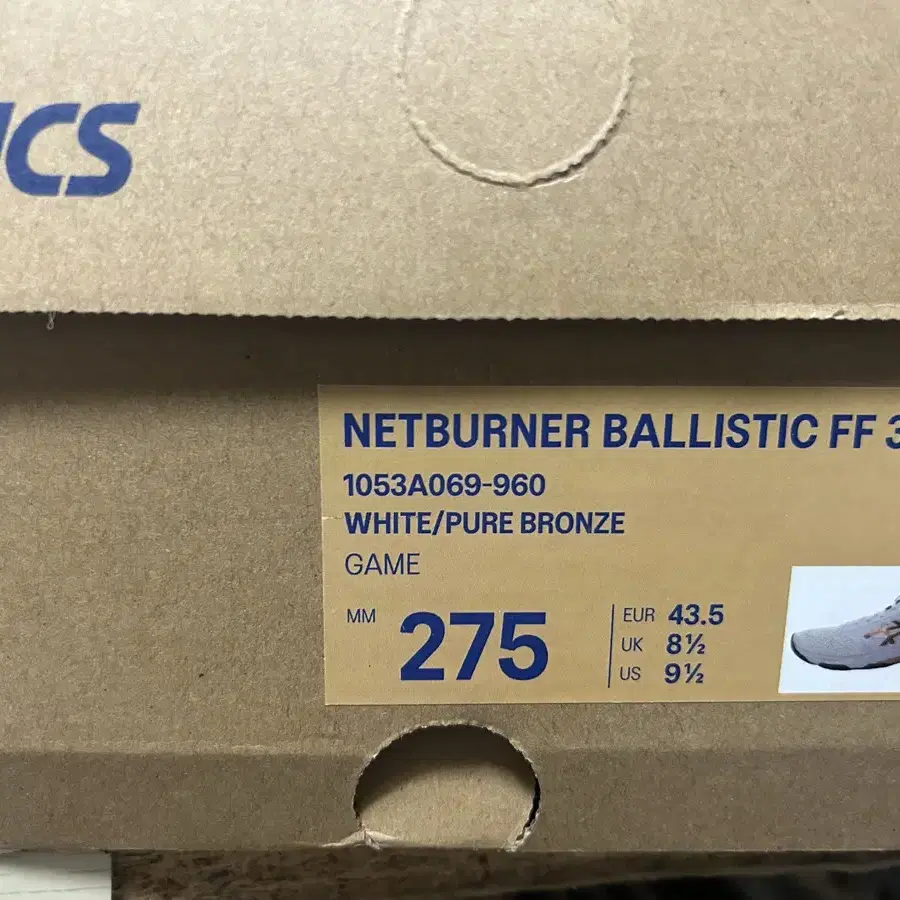 ICS
NETBURNER BALLISTIC FF 3
1053A069-960
WHITE/PURE BRONZE
GAME
MM 275
EUR 43.5
UK 8½
US 9½